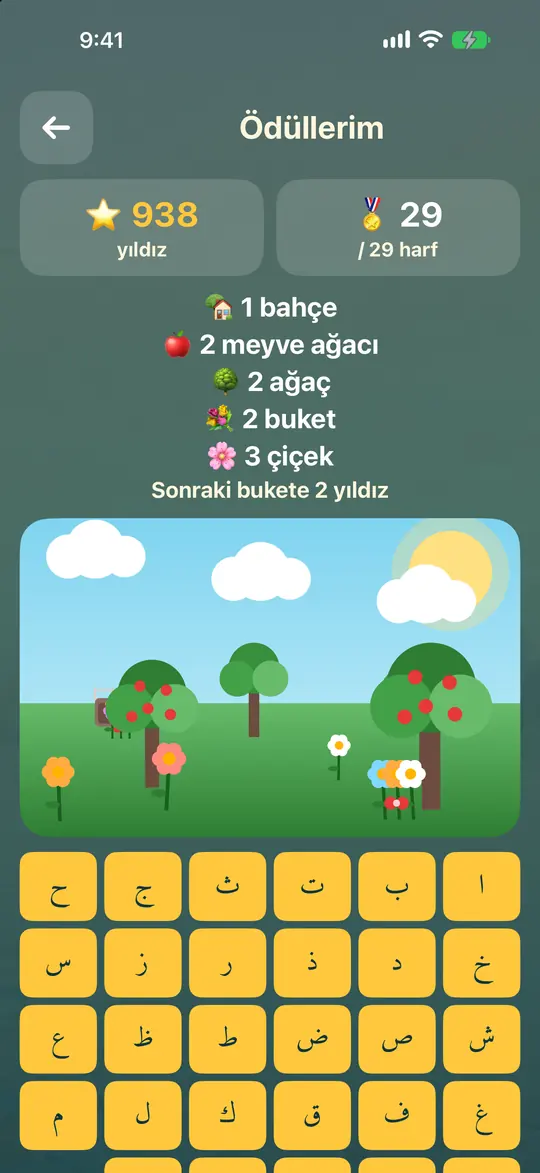 9:41
Ödüllerim
938
yıldız
29
/ 29 harf
1 bahçe
2 meyve ağacı
2 ağaç
2 buket
3 çiçek
Sonraki bukete 2 yıldız
ا ب ت ث ج ح
خ د ذ ر ز س
ش ص ض ط ظ ع
غ ف ق ك ل م